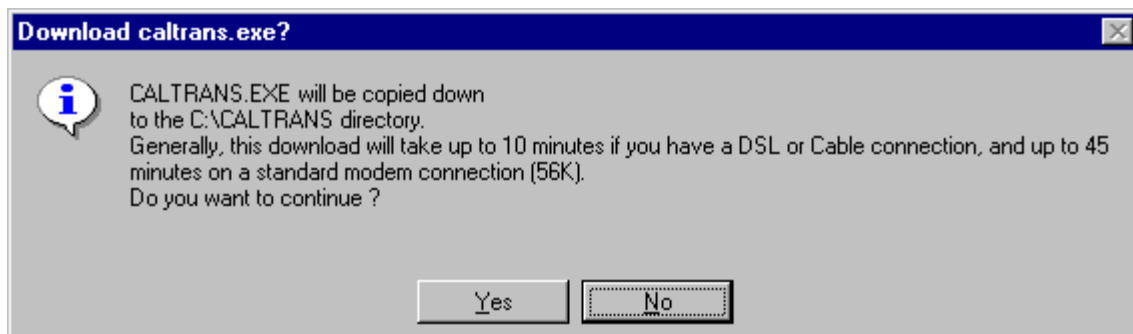 Download caltrans.exe?
CALTRANS.EXE will be copied down
to the C:\CALTRANS directory.
Generally, this download will take up to 10 minutes if you have a DSL or Cable connection, and up to 45
minutes on a standard modem connection (56K).
Do you want to continue ?
Yes No